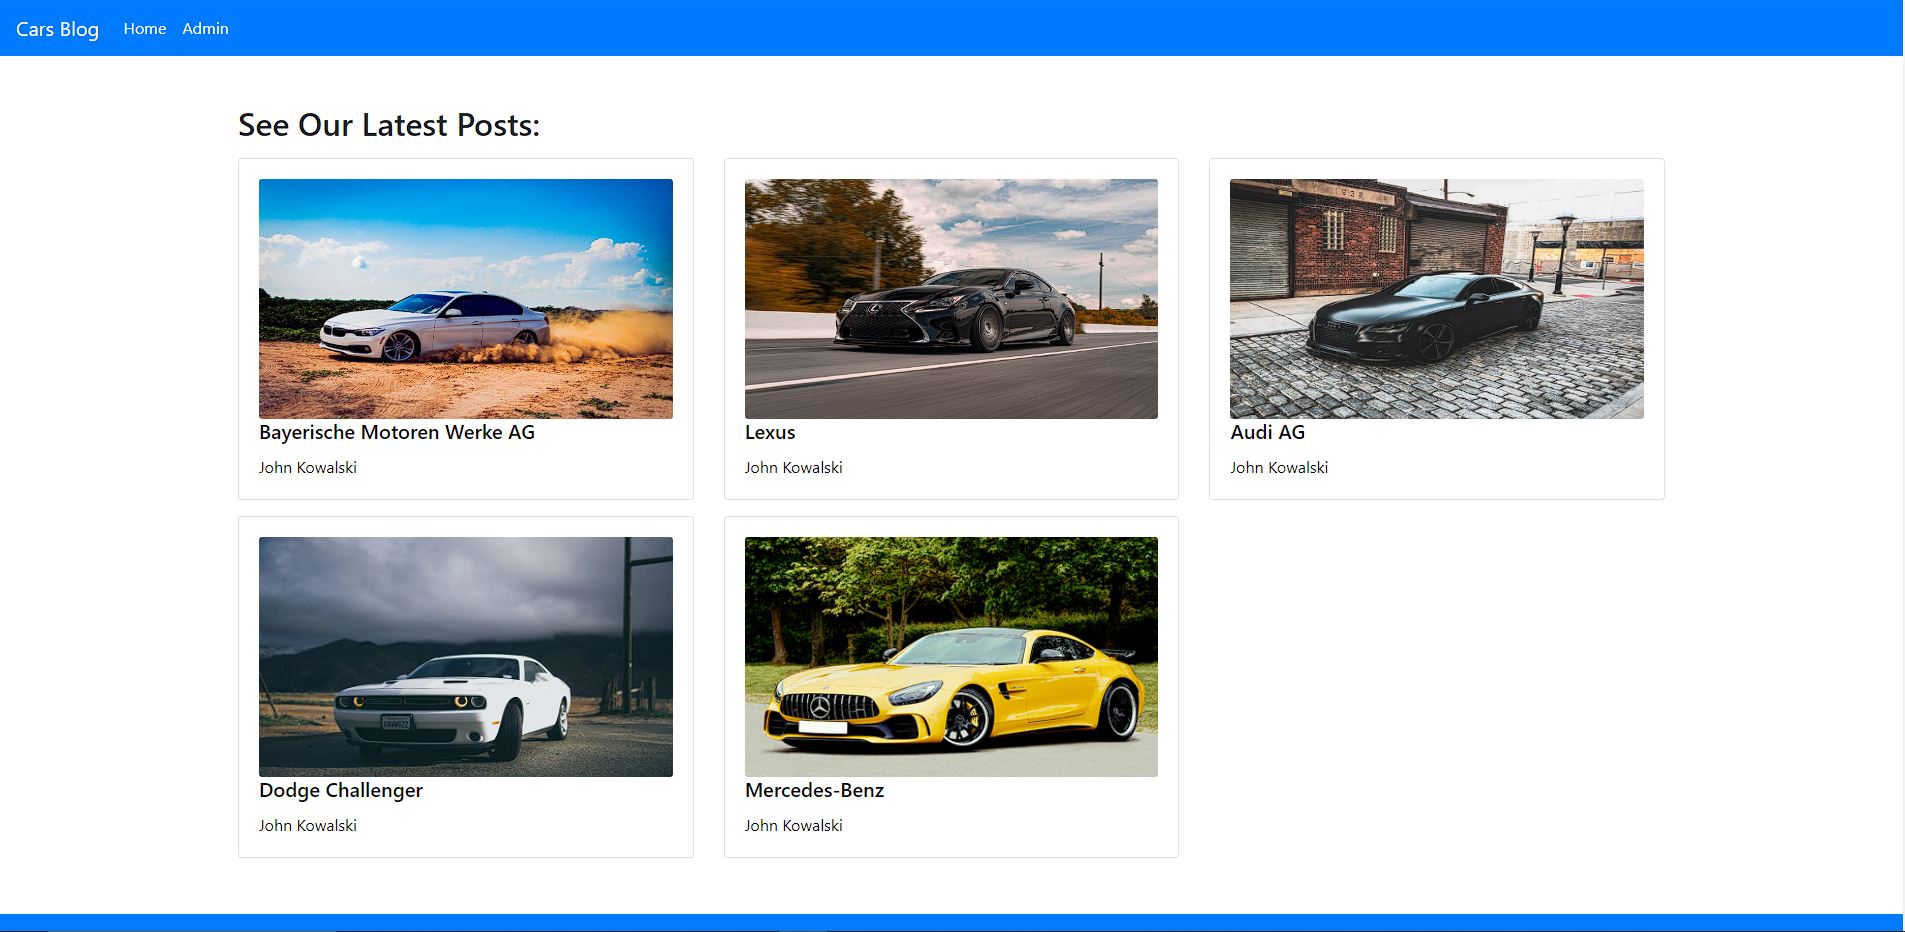 Cars Blog
Home
Admin
See Our Latest Posts:
Bayerische Motoren Werke AG
John Kowalski
Lexus
John Kowalski
Audi AG
John Kowalski
Dodge Challenger
John Kowalski
Mercedes-Benz
John Kowalski